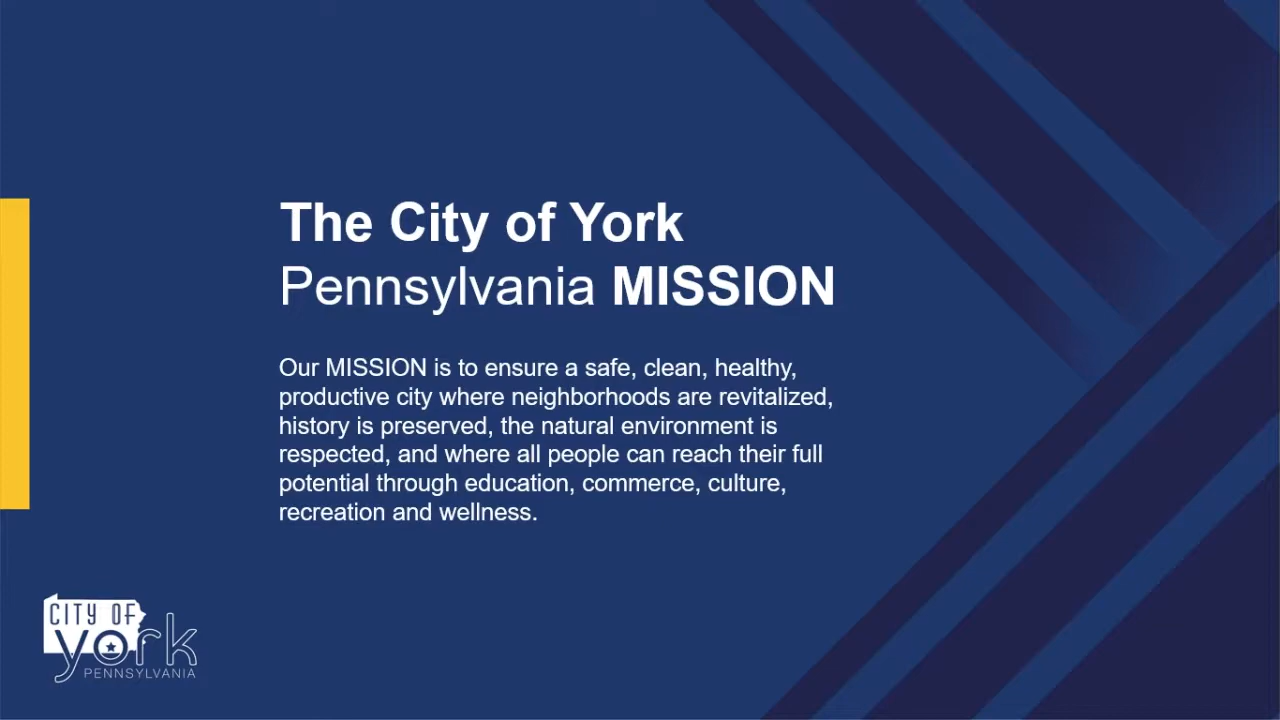 The City of York
Pennsylvania MISSION
Our MISSION is to ensure a safe, clean, healthy,
productive city where neighborhoods are revitalized,
history is preserved, the natural environment is
respected, and where all people can reach their full
potential through education, commerce, culture,
recreation and wellness.
CITY OF
york
PENNSYLVANIA